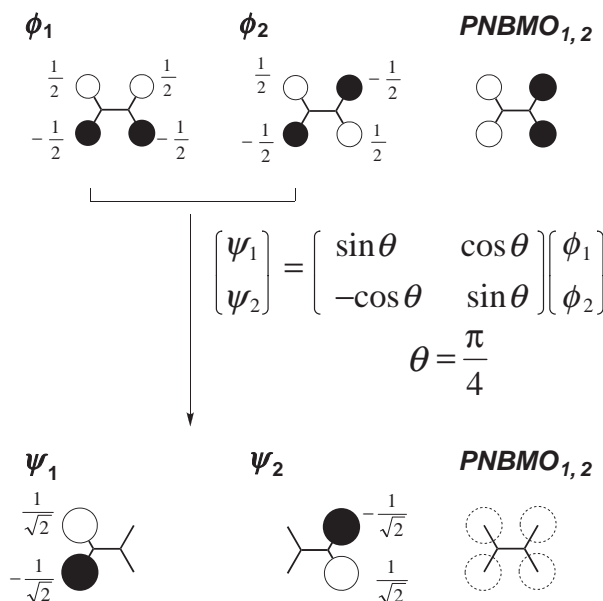 ϕ₁ ϕ₂ PNBMO₁,₂
1/2 1/2 1/2 −1/2
−1/2 −1/2 −1/2 1/2
(ψ₁ ψ₂) = (sinθ cosθ −cosθ sinθ)(ϕ₁ ϕ₂)
θ = π/4
ψ₁ ψ₂ PNBMO₁,₂
1/√2 −1/√2
−1/√2 1/√2